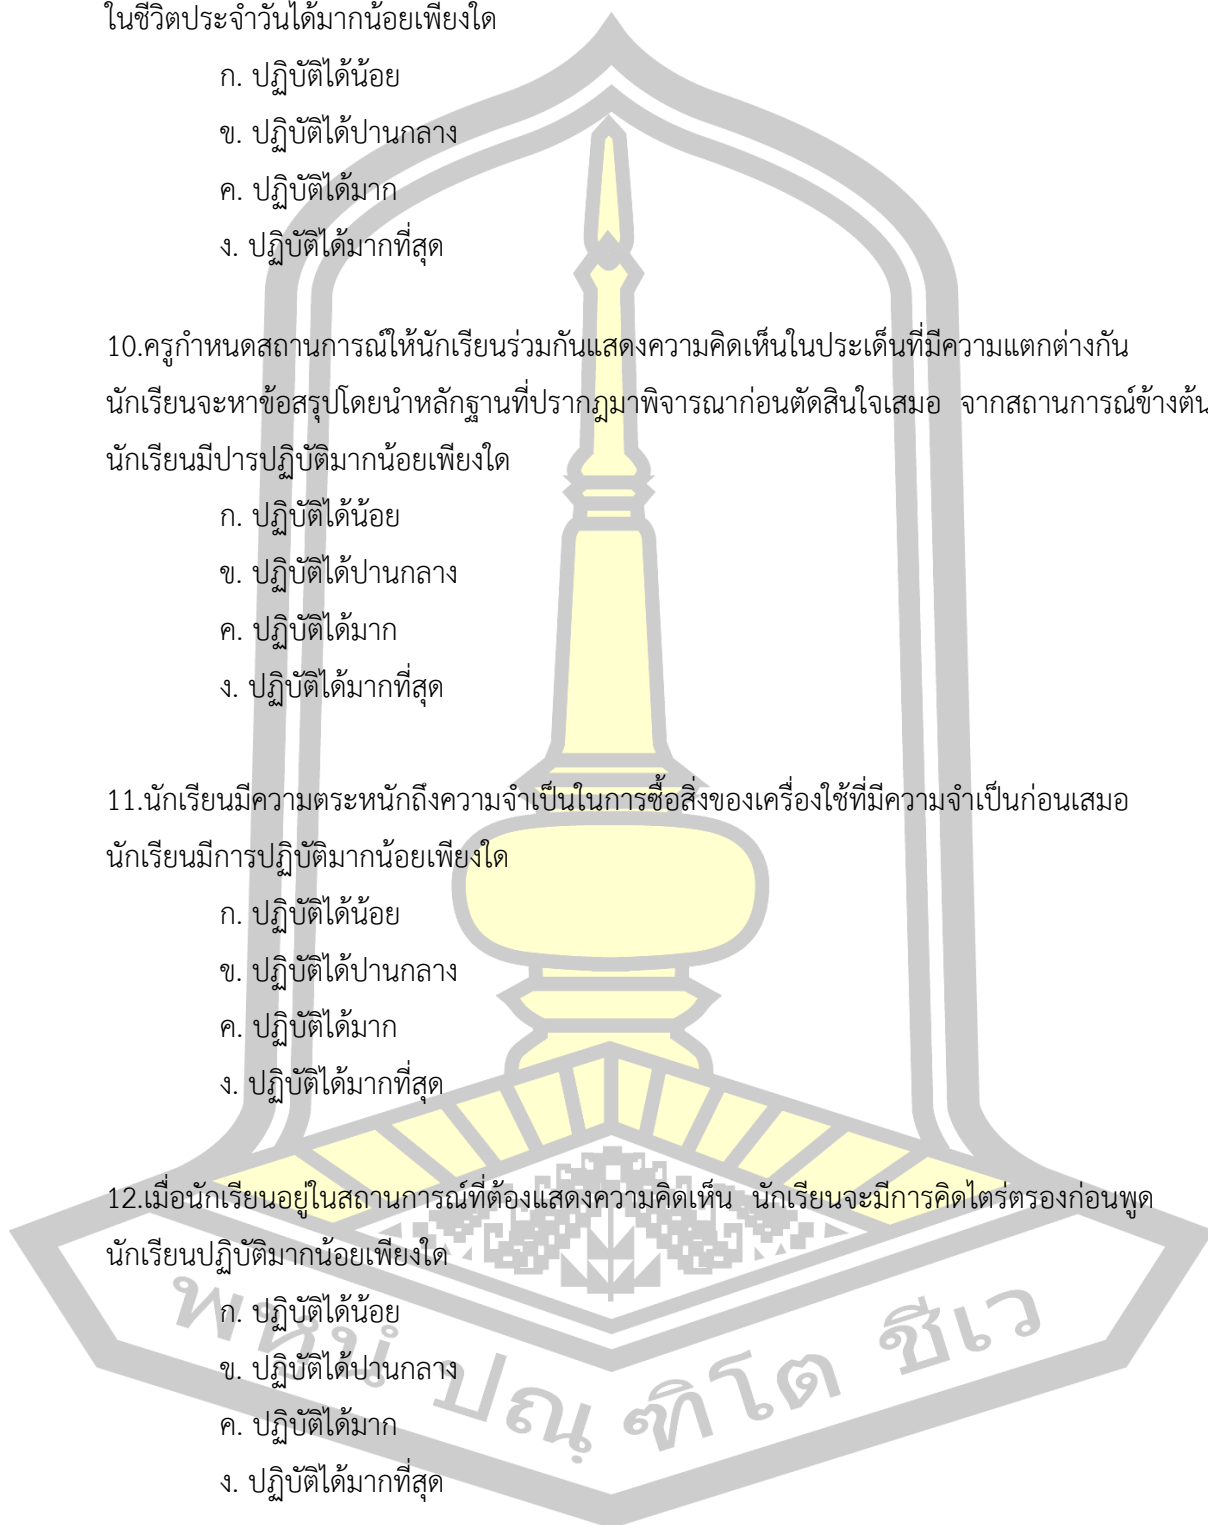 ในชีวิตประจำวันได้มากน้อยเพียงใด
ก. ปฏิบัติได้น้อย
ข. ปฏิบัติได้ปานกลาง
ค. ปฏิบัติได้มาก
ง. ปฏิบัติได้มากที่สุด
10.ครูกำหนดสถานการณ์ให้นักเรียนร่วมกันแสดงความคิดเห็นในประเด็นที่มีความแตกต่างกัน
นักเรียนจะหาข้อสรุปโดยนำหลักฐานที่ปรากฏมาพิจารณาก่อนตัดสินใจเสมอ จากสถานการณ์ข้างต้น
นักเรียนมีปารปฏิบัติมากน้อยเพียงใด
ก. ปฏิบัติได้น้อย
ข. ปฏิบัติได้ปานกลาง
ค. ปฏิบัติได้มาก
ง. ปฏิบัติได้มากที่สุด
11.นักเรียนมีความตระหนักถึงความจำเป็นในการซื้อสิ่งของเครื่องใช้ที่มีความจำเป็นก่อนเสมอ
นักเรียนมีการปฏิบัติมากน้อยเพียงใด
ก. ปฏิบัติได้น้อย
ข. ปฏิบัติได้ปานกลาง
ค. ปฏิบัติได้มาก
ง. ปฏิบัติได้มากที่สุด
12.เมื่อนักเรียนอยู่ในสถานการณ์ที่ต้องแสดงความคิดเห็น นักเรียนจะมีการคิดไตร่ตรองก่อนพูด
นักเรียนปฏิบัติมากน้อยเพียงใด
ก. ปฏิบัติได้น้อย
ข. ปฏิบัติได้ปานกลาง
ค. ปฏิบัติได้มาก
ง. ปฏิบัติได้มากที่สุด
พหุนํ ปณฺฑิโต ชีเว